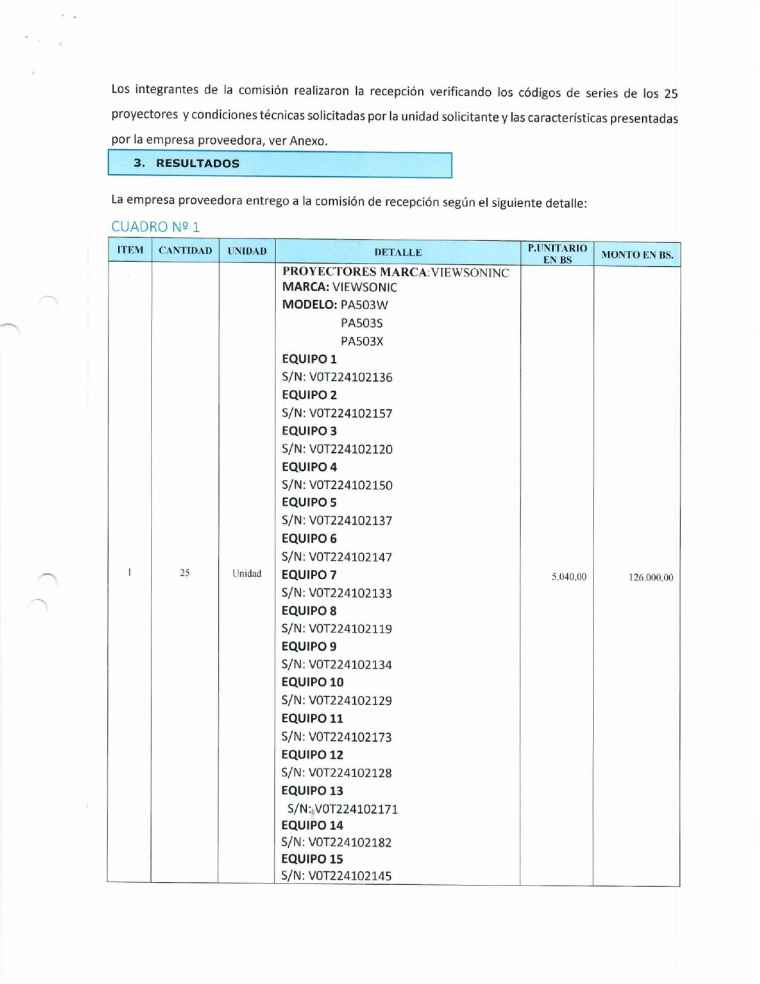 Los integrantes de la comisión realizaron la recepción verificando los códigos de series de los 25
proyectores y condiciones técnicas solicitadas por la unidad solicitante y las características presentadas
por la empresa proveedora, ver Anexo.
3. RESULTADOS
La empresa proveedora entrego a la comisión de recepción según el siguiente detalle:
CUADRO Nº 1
ITEM CANTIDAD UNIDAD DETALLE P.UNITARIO EN BS MONTO EN BS.
PROYECTORES MARCA:VIEWSONINC
MARCA: VIEWSONIC
MODELO: PA503W
PA503S
PA503X
EQUIPO 1
S/N: V0T224102136
EQUIPO 2
S/N: V0T224102157
EQUIPO 3
S/N: V0T224102120
EQUIPO 4
S/N: V0T224102150
EQUIPO 5
S/N: V0T224102137
EQUIPO 6
S/N: V0T224102147
1 25 Unidad EQUIPO 7 5.040,00 126.000,00
S/N: V0T224102133
EQUIPO 8
S/N: V0T224102119
EQUIPO 9
S/N: V0T224102134
EQUIPO 10
S/N: V0T224102129
EQUIPO 11
S/N: V0T224102173
EQUIPO 12
S/N: V0T224102128
EQUIPO 13
S/N: V0T224102171
EQUIPO 14
S/N: V0T224102182
EQUIPO 15
S/N: V0T224102145